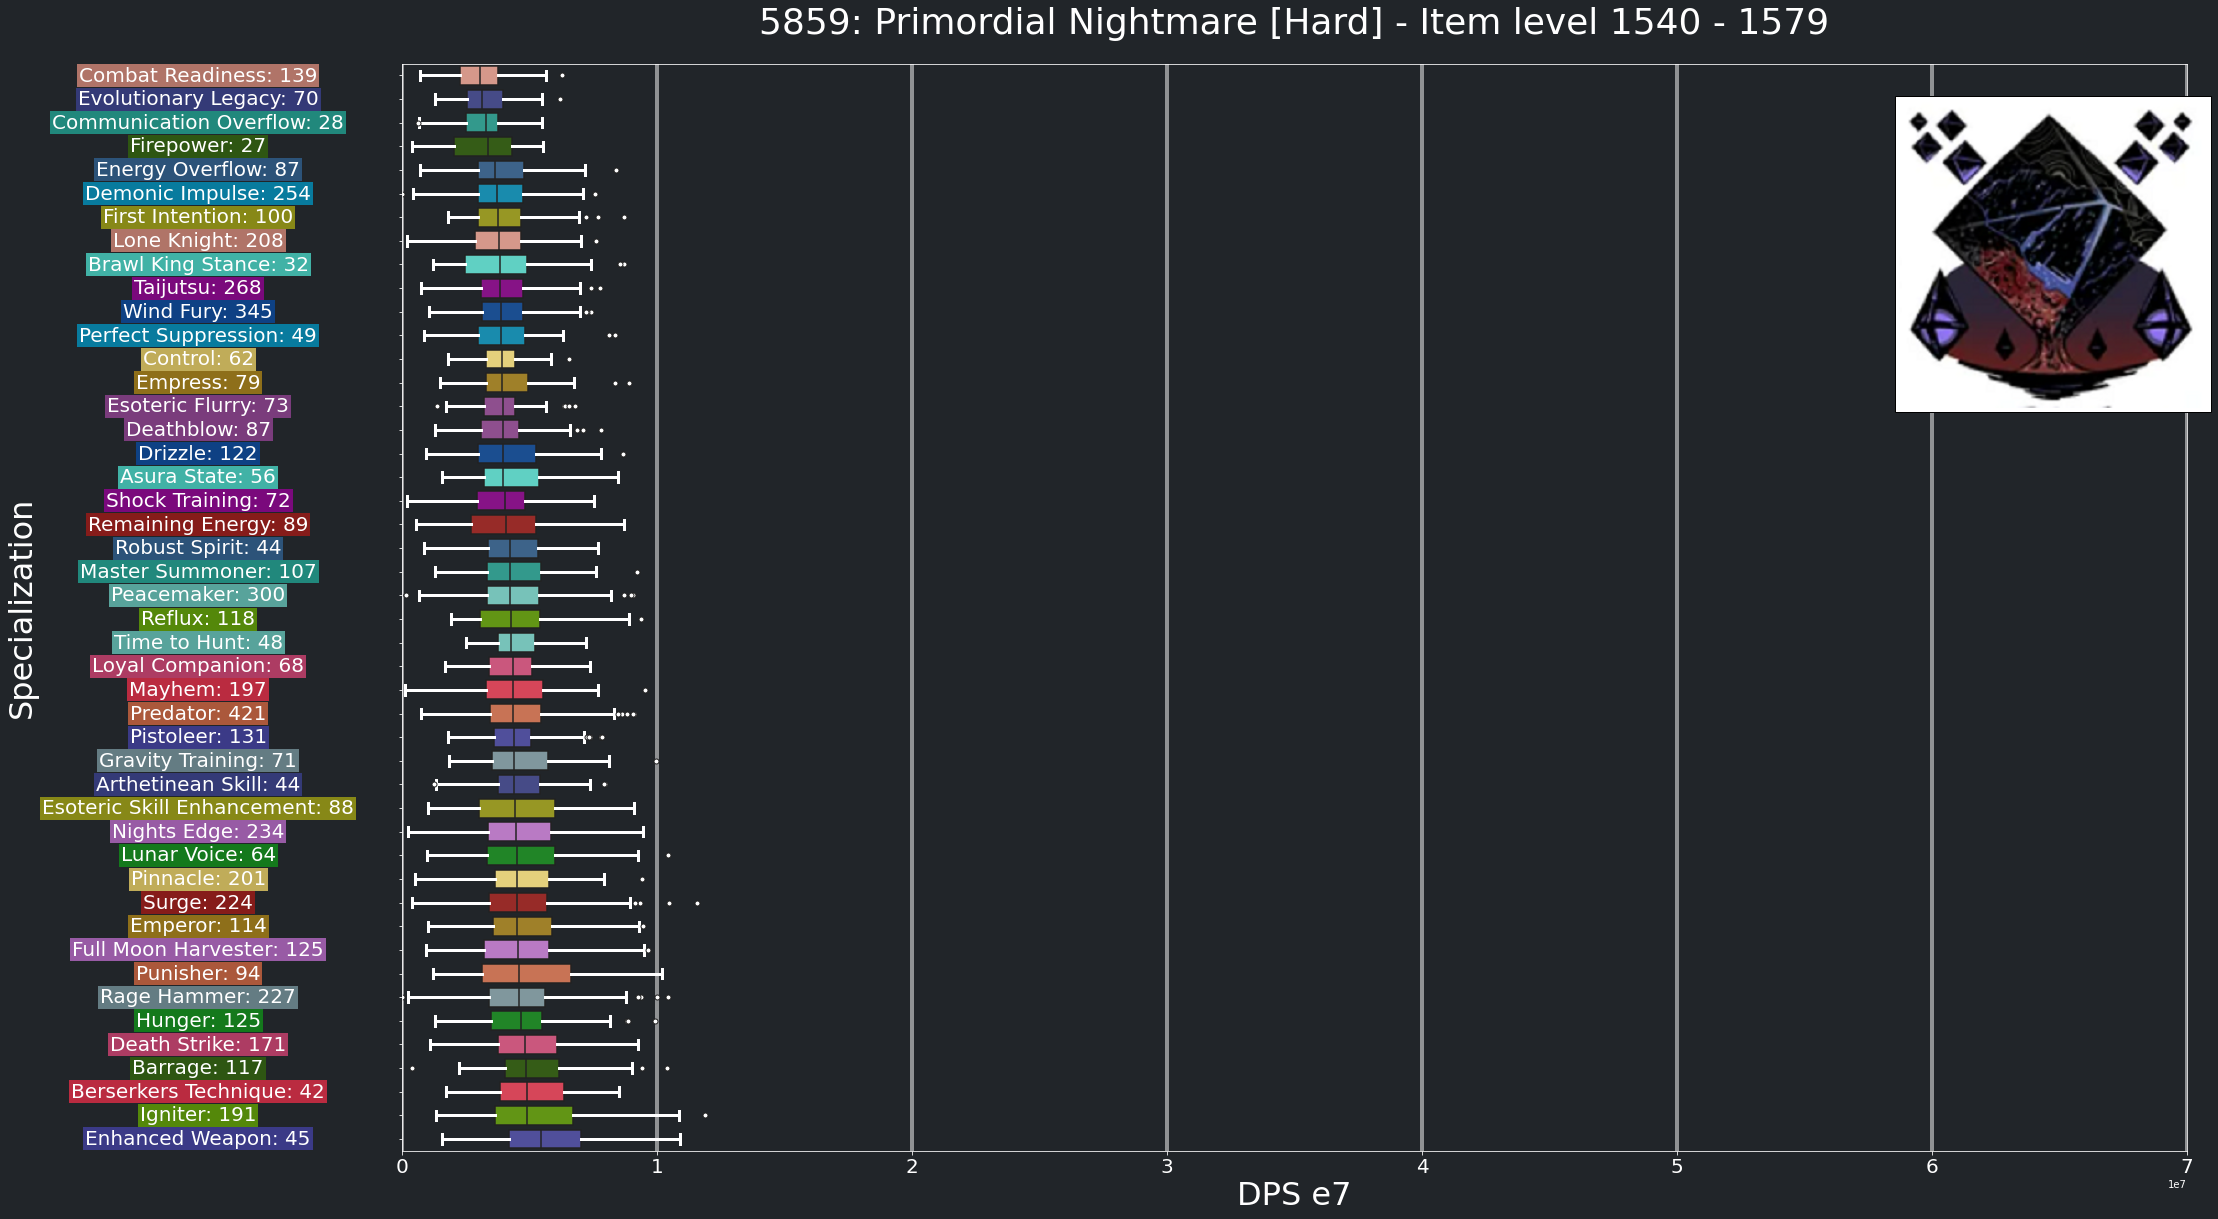 5859: Primordial Nightmare [Hard] - Item level 1540 - 1579
Combat Readiness: 139
Evolutionary Legacy: 70
Communication Overflow: 28
Firepower: 27
Energy Overflow: 87
Demonic Impulse: 254
First Intention: 100
Lone Knight: 208
Brawl King Stance: 32
Taijutsu: 268
Wind Fury: 345
Perfect Suppression: 49
Control: 62
Empress: 79
Esoteric Flurry: 73
Deathblow: 87
Drizzle: 122
Asura State: 56
Shock Training: 72
Remaining Energy: 89
Robust Spirit: 44
Master Summoner: 107
Peacemaker: 300
Reflux: 118
Time to Hunt: 48
Loyal Companion: 68
Mayhem: 197
Predator: 421
Pistoleer: 131
Gravity Training: 71
Arthetinean Skill: 44
Esoteric Skill Enhancement: 88
Nights Edge: 234
Lunar Voice: 64
Pinnacle: 201
Surge: 224
Emperor: 114
Full Moon Harvester: 125
Punisher: 94
Rage Hammer: 227
Hunger: 125
Death Strike: 171
Barrage: 117
Berserkers Technique: 42
Igniter: 191
Enhanced Weapon: 45
Specialization
0 1 2 3 4 5 6 7
1e7
DPS e7